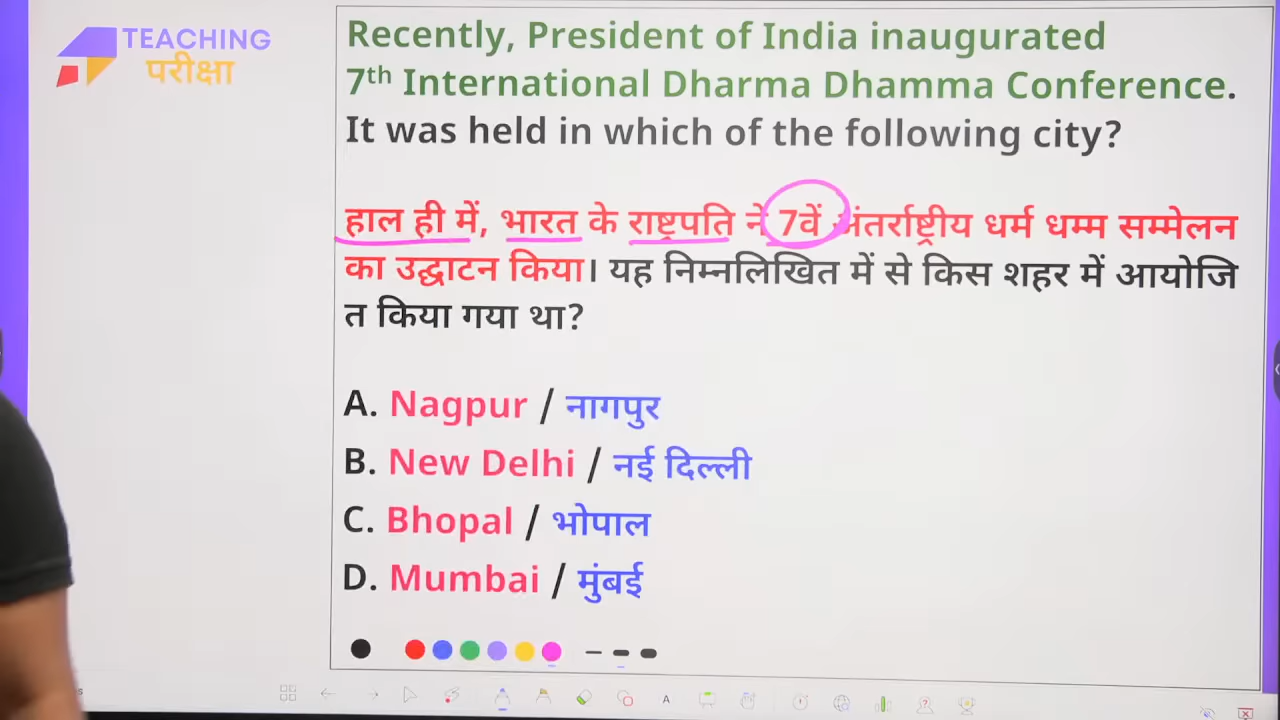 TEACHING
परीक्षा
Recently, President of India inaugurated
7th International Dharma Dhamma Conference.
It was held in which of the following city?
हाल ही में, भारत के राष्ट्रपति ने 7वें अंतर्राष्ट्रीय धर्म धम्म सम्मेलन
का उद्घाटन किया। यह निम्नलिखित में से किस शहर में आयोजि
त किया गया था?
A. Nagpur / नागपुर
B. New Delhi / नई दिल्ली
C. Bhopal / भोपाल
D. Mumbai / मुंबई